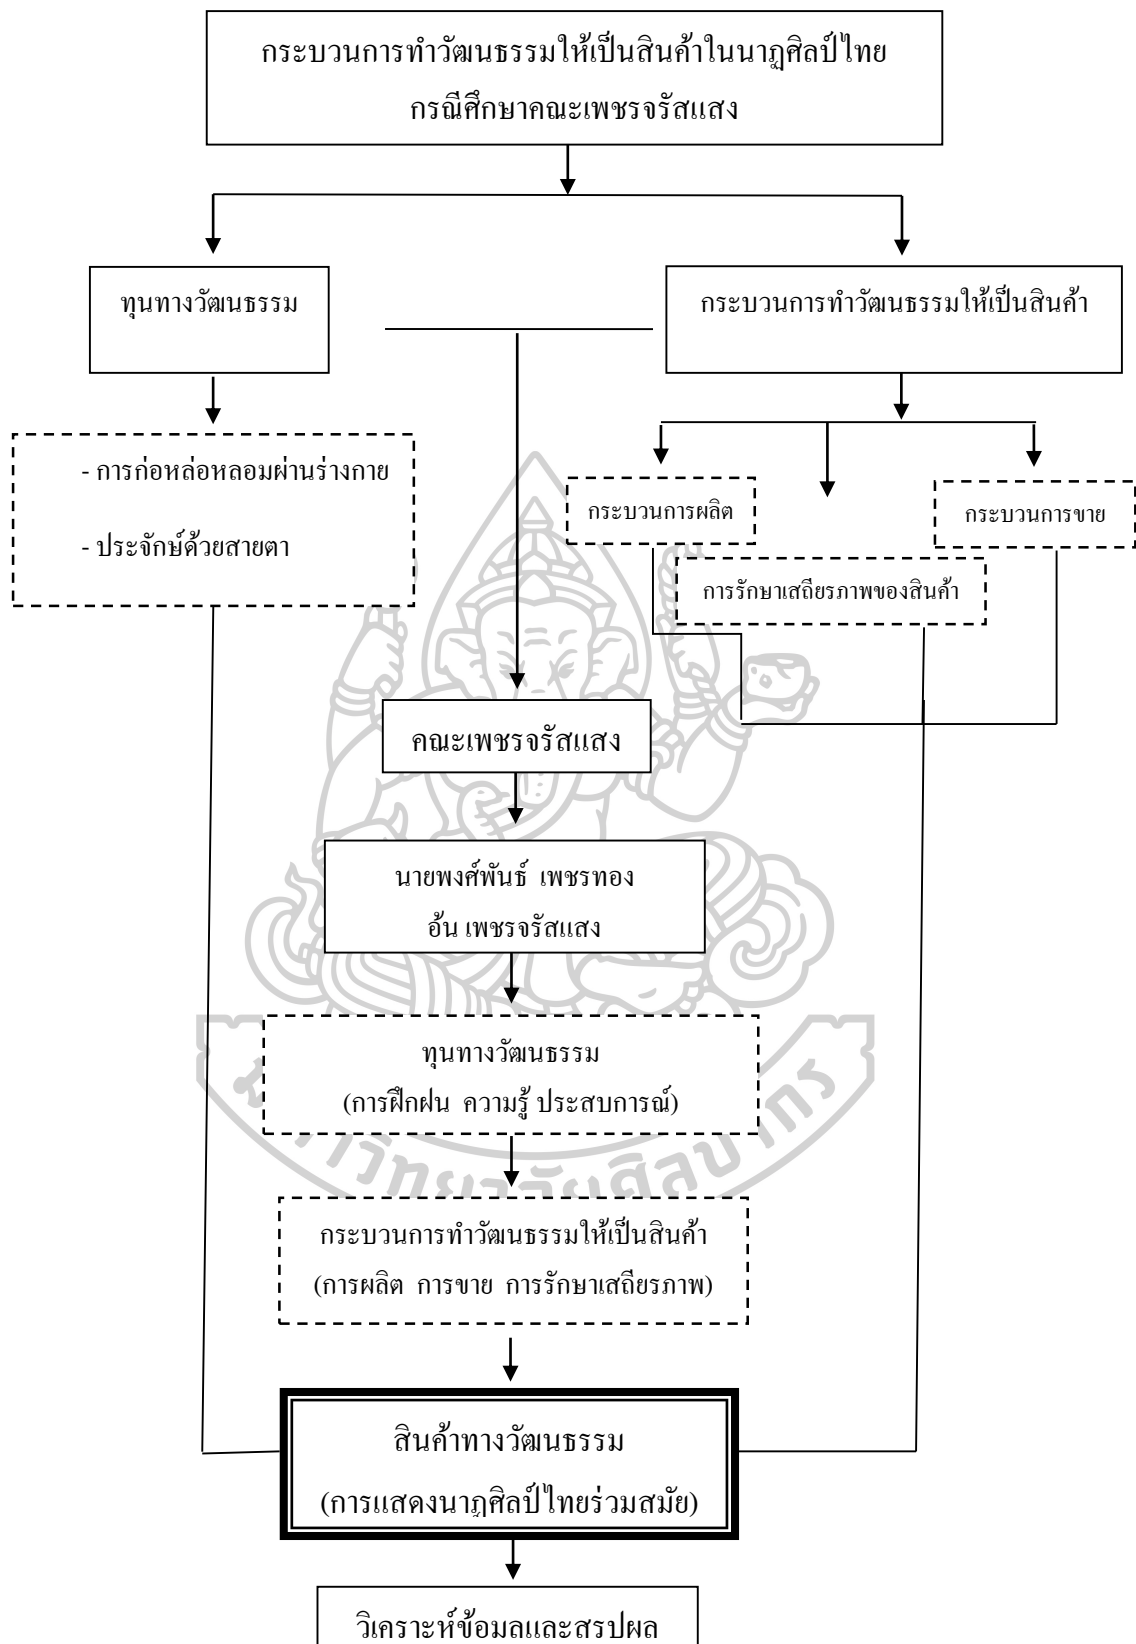 กระบวนการทำวัฒนธรรมให้เป็นสินค้าในนาฏศิลป์ไทย
กรณีศึกษาคณะเพชรจรัสแสง
ทุนทางวัฒนธรรม
กระบวนการทำวัฒนธรรมให้เป็นสินค้า
- การก่อหล่อหลอมผ่านร่างกาย
- ประจักษ์ด้วยสายตา
กระบวนการผลิต
กระบวนการขาย
การรักษาเสถียรภาพของสินค้า
คณะเพชรจรัสแสง
นายพงศ์พันธ์ เพชรทอง
อ้น เพชรจรัสแสง
ทุนทางวัฒนธรรม
(การฝึกฝน ความรู้ ประสบการณ์)
กระบวนการทำวัฒนธรรมให้เป็นสินค้า
(การผลิต การขาย การรักษาเสถียรภาพ)
สินค้าทางวัฒนธรรม
(การแสดงนาฏศิลป์ไทยร่วมสมัย)
วิเคราะห์ข้อมูลและสรุปผล